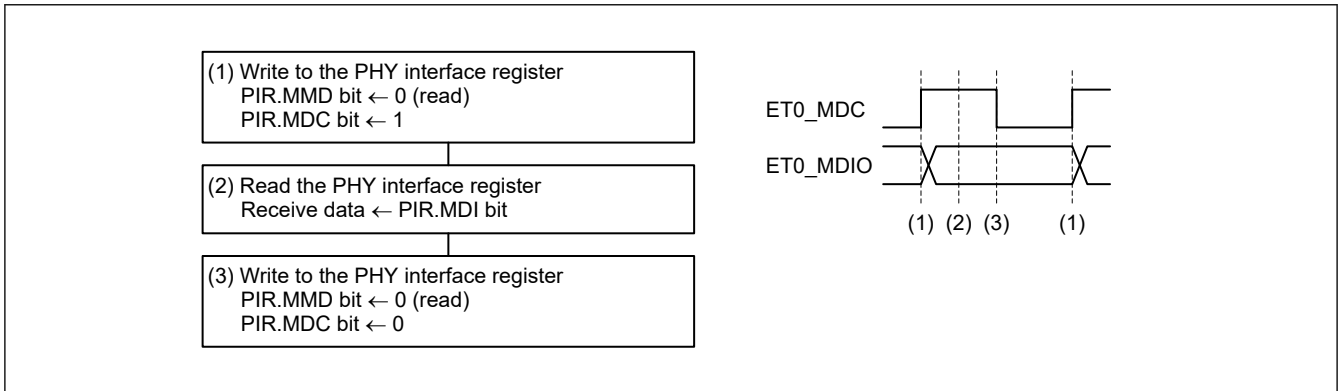 (1) Write to the PHY interface register
PIR.MMD bit ← 0 (read)
PIR.MDC bit ← 1
(2) Read the PHY interface register
Receive data ← PIR.MDI bit
(3) Write to the PHY interface register
PIR.MMD bit ← 0 (read)
PIR.MDC bit ← 0
ET0_MDC
ET0_MDIO
(1) (2) (3) (1)